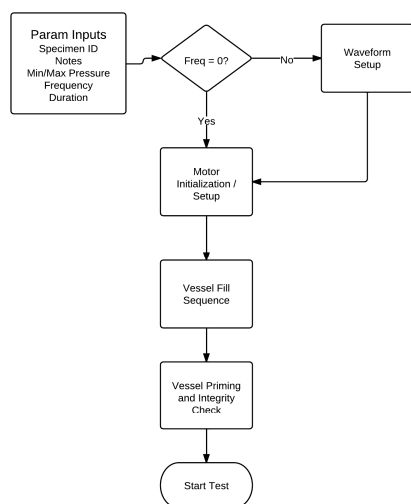 Param Inputs
Specimen ID
Notes
Min/Max Pressure
Frequency
Duration
Freq = 0?
No
Waveform
Setup
Yes
Motor
Initialization /
Setup
Vessel Fill
Sequence
Vessel Priming
and Integrity
Check
Start Test